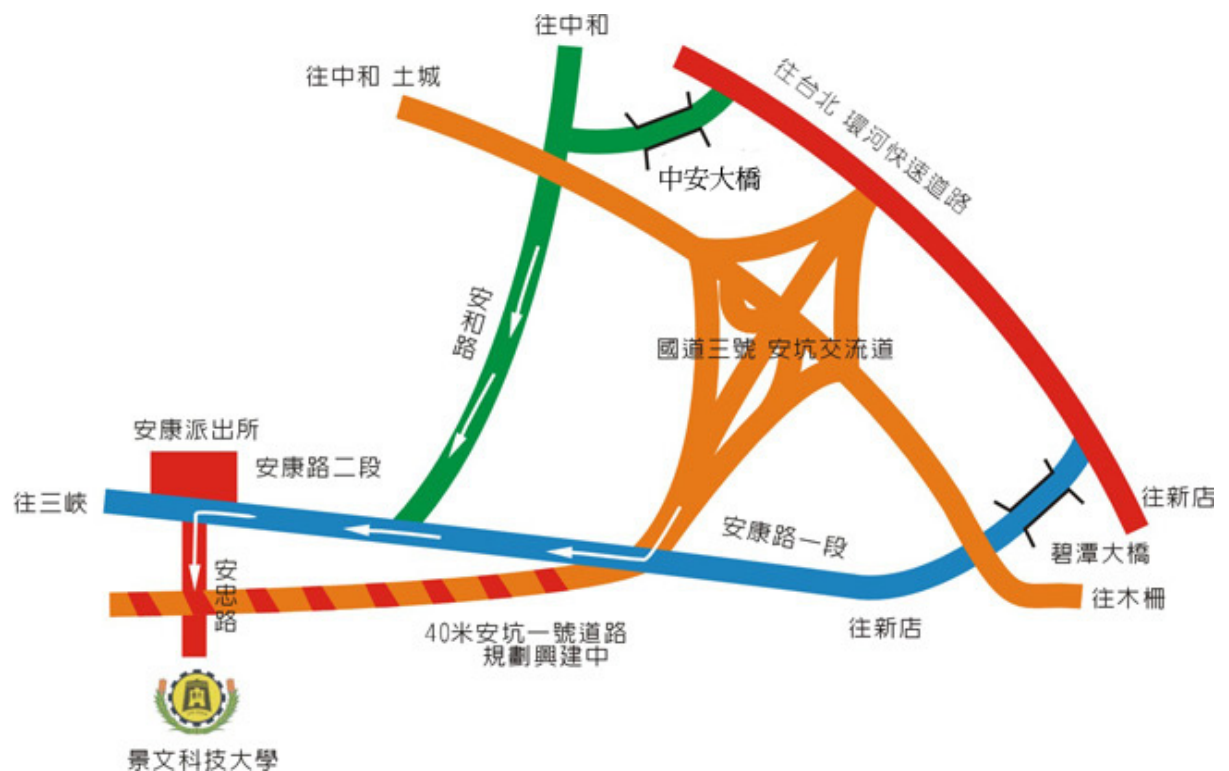 往中和
往中和 土城
往台北 環河快速道路
中安大橋
安和路
國道三號 安坑交流道
安康派出所
安康路二段
往三峽
安康路一段
往新店
碧潭大橋
往木柵
往新店
安忠路
40米安坑一號道路
規劃興建中
景文科技大學